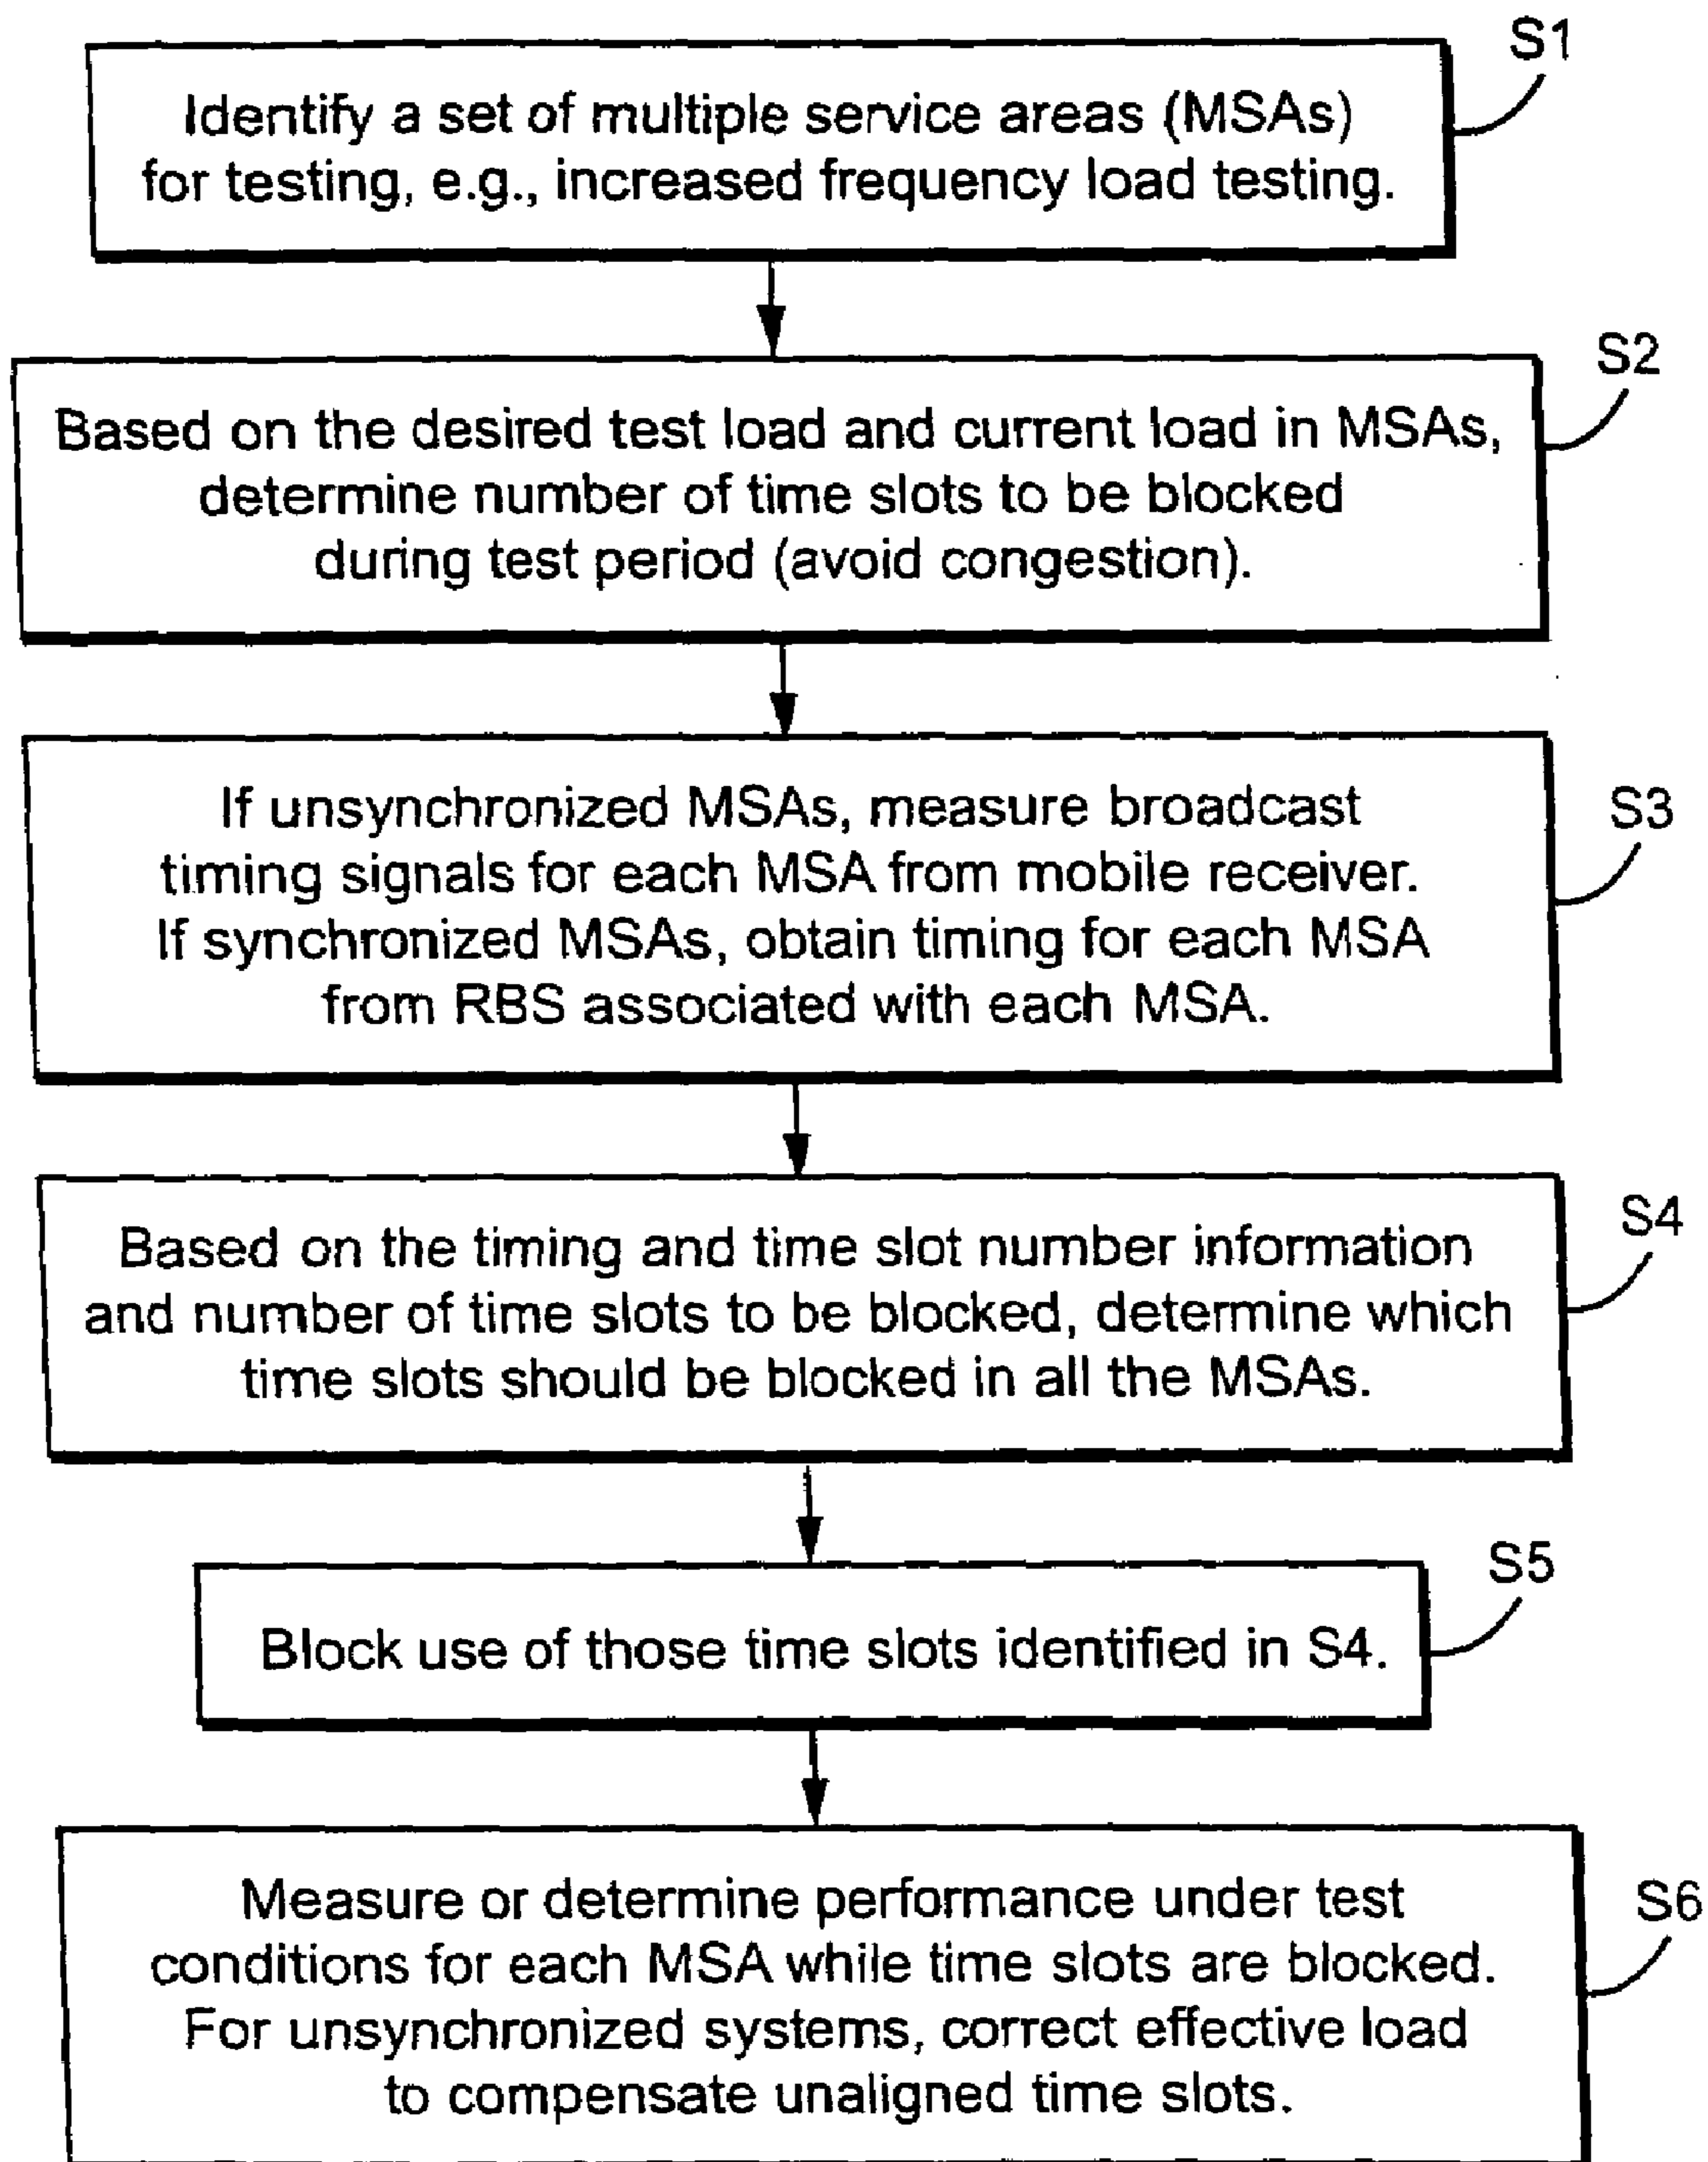 S1
Identify a set of multiple service areas (MSAs)
for testing, e.g., increased frequency load testing.
S2
Based on the desired test load and current load in MSAs,
determine number of time slots to be blocked
during test period (avoid congestion).
S3
If unsynchronized MSAs, measure broadcast
timing signals for each MSA from mobile receiver.
If synchronized MSAs, obtain timing for each MSA
from RBS associated with each MSA.
S4
Based on the timing and time slot number information
and number of time slots to be blocked, determine which
time slots should be blocked in all the MSAs.
S5
Block use of those time slots identified in S4.
S6
Measure or determine performance under test
conditions for each MSA while time slots are blocked.
For unsynchronized systems, correct effective load
to compensate unaligned time slots.